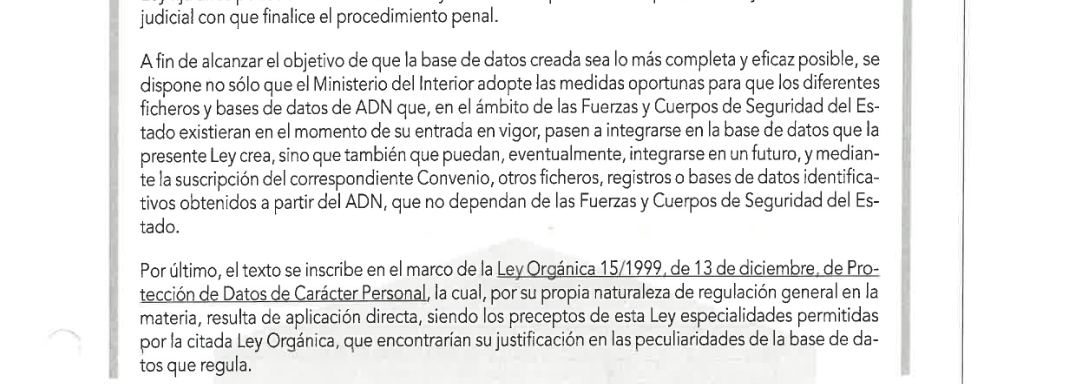 judicial con que finalice el procedimiento penal.
A fin de alcanzar el objetivo de que la base de datos creada sea lo más completa y eficaz posible, se
dispone no sólo que el Ministerio del Interior adopte las medidas oportunas para que los diferentes
ficheros y bases de datos de ADN que, en el ámbito de las Fuerzas y Cuerpos de Seguridad del Es-
tado existieran en el momento de su entrada en vigor, pasen a integrarse en la base de datos que la
presente Ley crea, sino que también que puedan, eventualmente, integrarse en un futuro, y median-
te la suscripción del correspondiente Convenio, otros ficheros, registros o bases de datos identifica-
tivos obtenidos a partir del ADN, que no dependan de las Fuerzas y Cuerpos de Seguridad del Es-
tado.
Por último, el texto se inscribe en el marco de la Ley Orgánica 15/1999, de 13 de diciembre, de Pro-
tección de Datos de Carácter Personal, la cual, por su propia naturaleza de regulación general en la
materia, resulta de aplicación directa, siendo los preceptos de esta Ley especialidades permitidas
por la citada Ley Orgánica, que encontrarían su justificación en las peculiaridades de la base de da-
tos que regula.